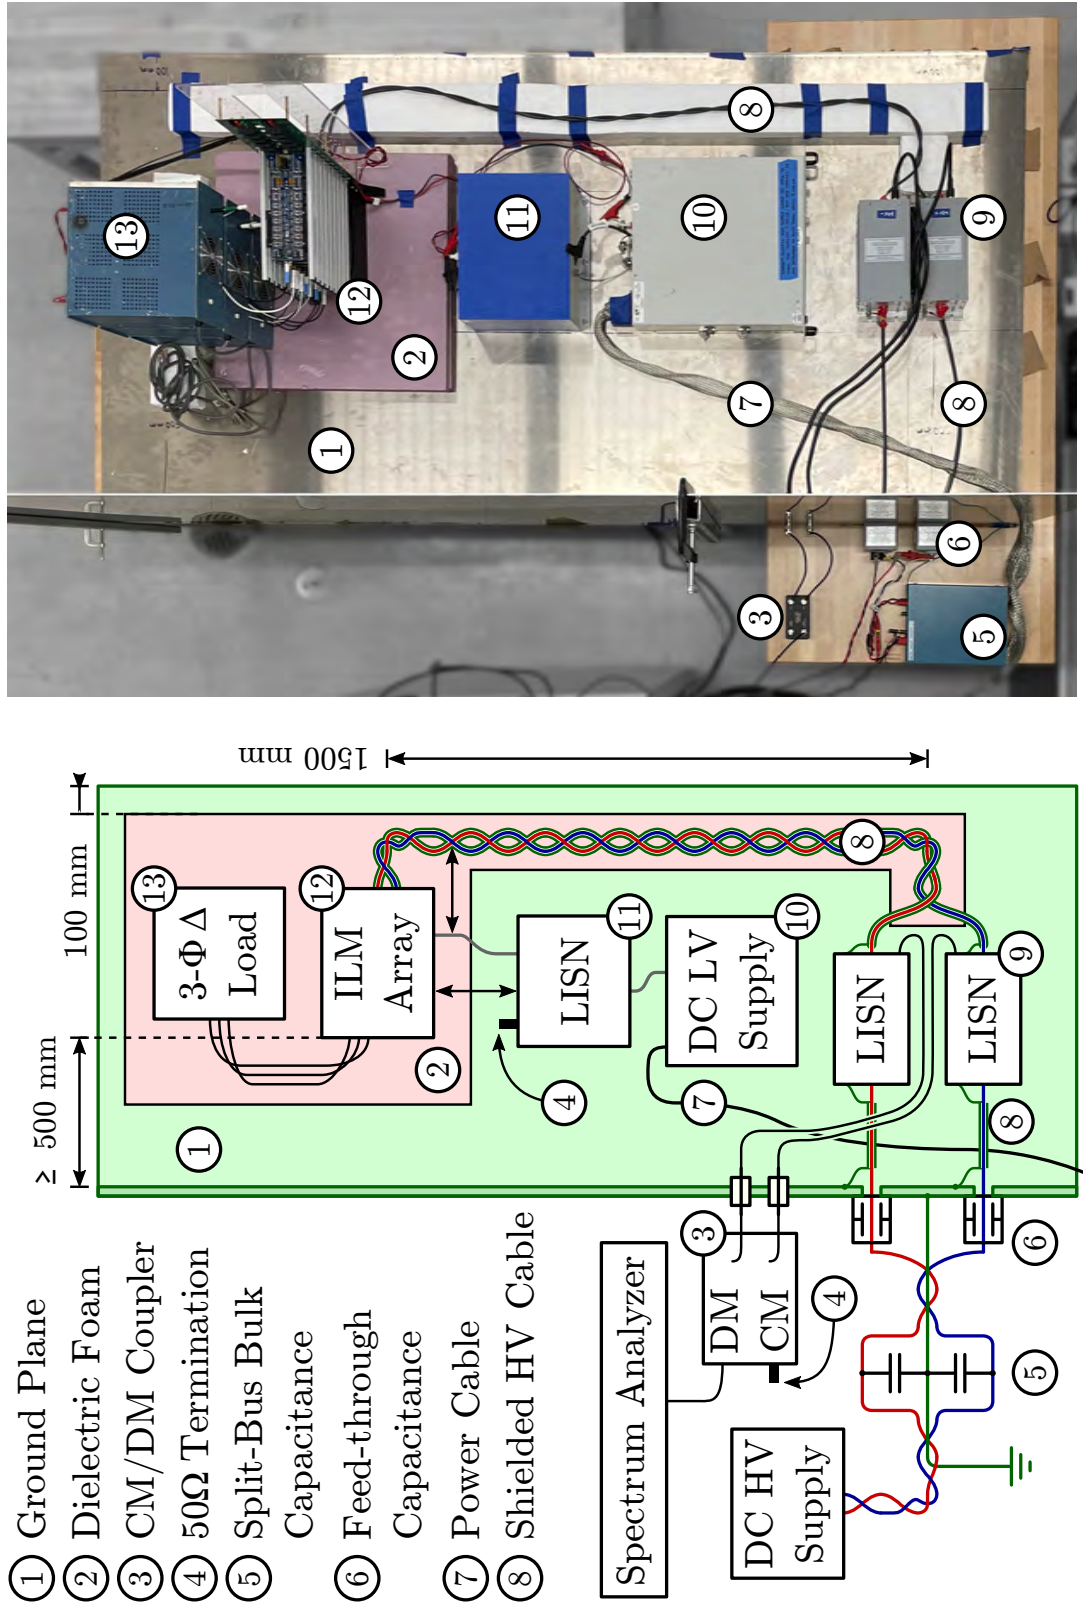 1 Ground Plane
2 Dielectric Foam
3 CM/DM Coupler
4 50Ω Termination
5 Split-Bus Bulk
Capacitance
6 Feed-through
Capacitance
7 Power Cable
8 Shielded HV Cable
≥ 500 mm
100 mm
1500 mm
13
3-Φ Δ
Load
12
ILM
Array
2
1
11
LISN
4
10
DC LV
Supply
7
8
LISN
9
LISN
8
6
3
DM
CM
4
Spectrum Analyzer
5
DC HV
Supply
13
12
2
1
11
10
7
8
9
8
6
3
5